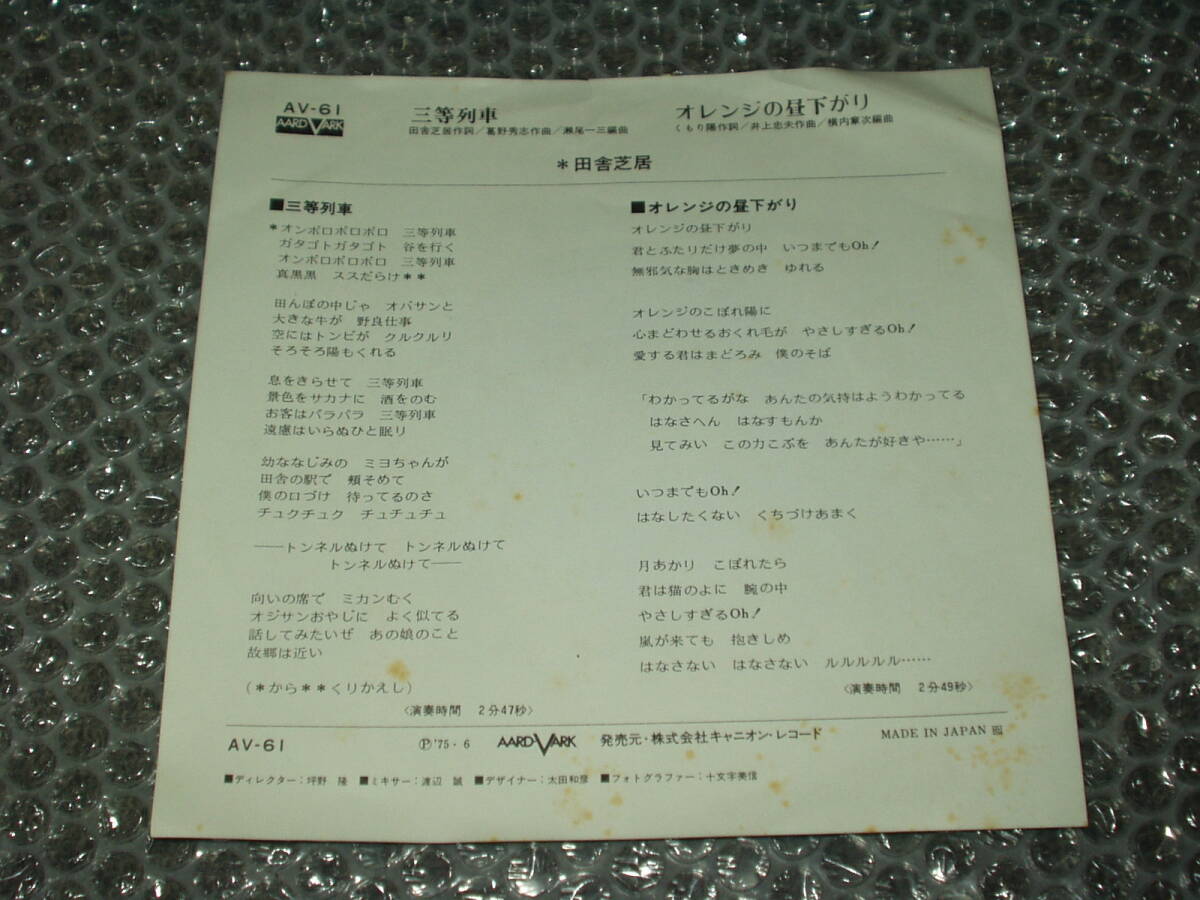 AV-61
AARDVARK
三等列車
田舎芝居作詞/葛野秀志作曲/瀬尾一三編曲
オレンジの昼下がり
くもり陽作詞/井上忠夫作曲/横内章次編曲
*田舎芝居
■三等列車
*オンボロボロボロ 三等列車
ガタゴトガタゴト 谷を行く
オンボロボロボロ 三等列車
真黒黒 ススだらけ**
田んぼの中じゃ オバサンと
大きな牛が 野良仕事
空にはトンビが クルクルリ
そろそろ陽もくれる
息をきらせて 三等列車
景色をサカナに 酒をのむ
お客はパラパラ 三等列車
遠慮はいらぬひと眠り
幼ななじみの ミヨちゃんが
田舎の駅で 頬そめて
僕の口づけ 待ってるのさ
チュクチュク チュチュチュ
──トンネルぬけて トンネルぬけて
トンネルぬけて──
向いの席で ミカンむく
オジサンおやじに よく似てる
話してみたいぜ あの娘のこと
故郷は近い
(*から**くりかえし)
〈演奏時間 2分47秒〉
■オレンジの昼下がり
オレンジの昼下がり
君とふたりだけ夢の中 いつまでもOh!
無邪気な胸はときめき ゆれる
オレンジのこぼれ陽に
心まどわせるおくれ毛が やさしすぎるOh!
愛する君はまどろみ 僕のそば
「わかってるがな あんたの気持はようわかってる
はなさへん はなすもんか
見てみい この力こぶを あんたが好きや……」
いつまでもOh!
はなしたくない くちづけあまく
月あかり こぼれたら
君は猫のよに 腕の中
やさしすぎるOh!
嵐が来ても 抱きしめ
はなさない はなさない ルルルルル……
〈演奏時間 2分49秒〉
AV-61
Ⓟ'75・6
AARDVARK
発売元・株式会社キャニオン・レコード
MADE IN JAPAN
■ディレクター:坪野 隆 ■ミキサー:渡辺 誠 ■デザイナー:太田和彦 ■フォトグラファー:十文字美信